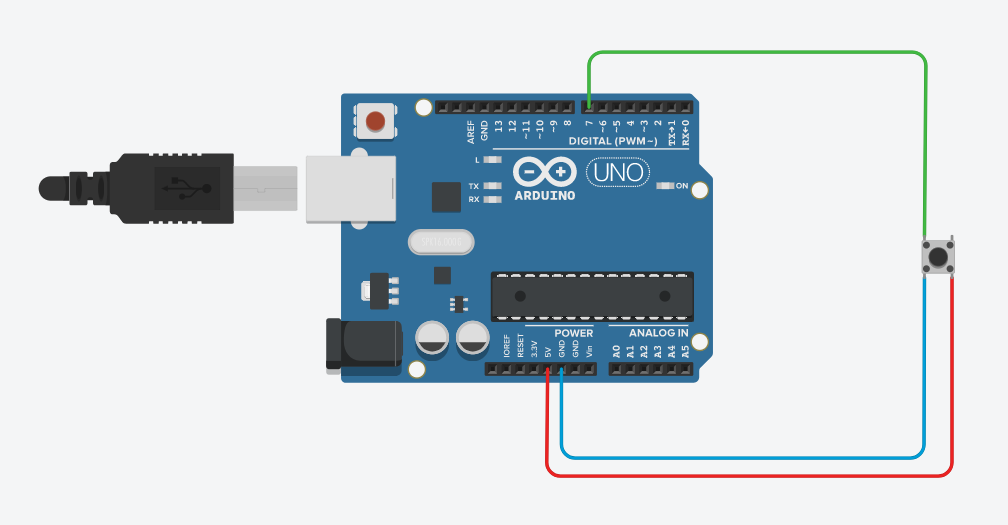 AREF
GND
13
12
~11
~10
~9
8
7
~6
~5
4
~3
2
TX→1
RX←0
DIGITAL (PWM~)
L
TX
RX
ARDUINO
UNO
ON
POWER
ANALOG IN
IOREF
RESET
3.3V
5V
GND
GND
Vin
A0
A1
A2
A3
A4
A5